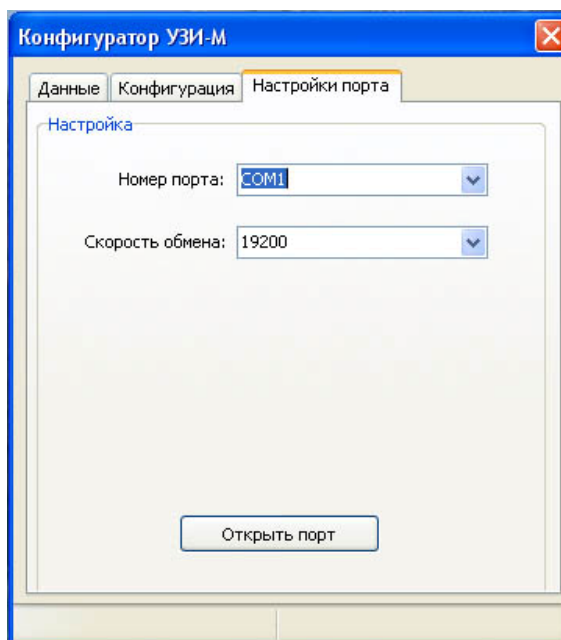 Конфигуратор УЗИ-М
Данные Конфигурация Настройки порта
Настройка
Номер порта: COM1
Скорость обмена: 19200
Открыть порт